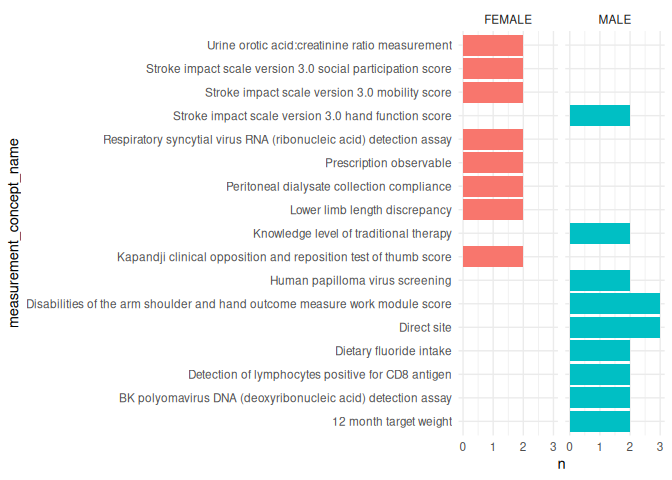 FEMALE MALE
Urine orotic acid:creatinine ratio measurement
Stroke impact scale version 3.0 social participation score
Stroke impact scale version 3.0 mobility score
Stroke impact scale version 3.0 hand function score
Respiratory syncytial virus RNA (ribonucleic acid) detection assay
Prescription observable
Peritoneal dialysate collection compliance
Lower limb length discrepancy
Knowledge level of traditional therapy
Kapandji clinical opposition and reposition test of thumb score
Human papilloma virus screening
Disabilities of the arm shoulder and hand outcome measure work module score
Direct site
Dietary fluoride intake
Detection of lymphocytes positive for CD8 antigen
BK polyomavirus DNA (deoxyribonucleic acid) detection assay
12 month target weight
measurement_concept_name
0 1 2 3 0 1 2 3
n